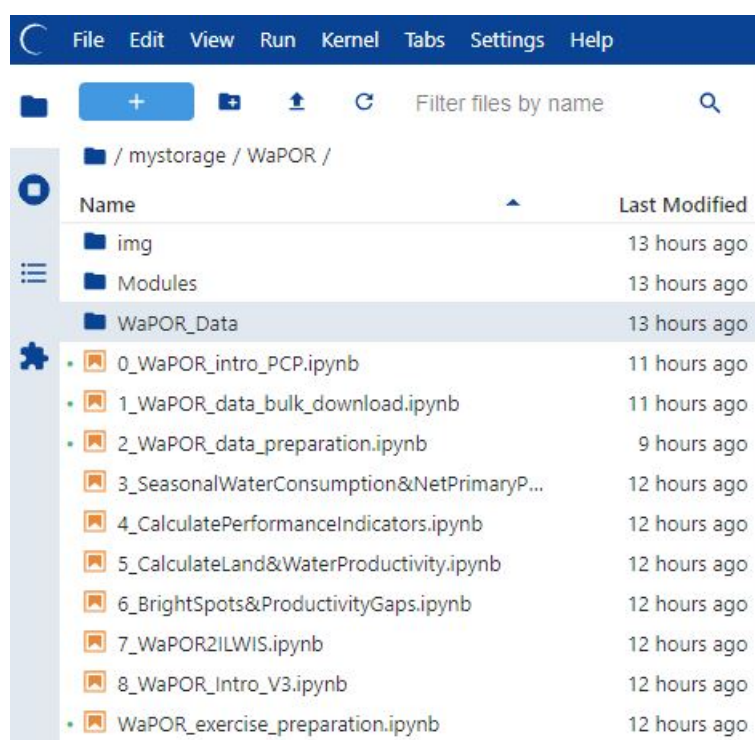 File Edit View Run Kernel Tabs Settings Help
Filter files by name
/ mystorage / WaPOR /
Name Last Modified
img 13 hours ago
Modules 13 hours ago
WaPOR_Data 13 hours ago
0_WaPOR_intro_PCP.ipynb 11 hours ago
1_WaPOR_data_bulk_download.ipynb 11 hours ago
2_WaPOR_data_preparation.ipynb 9 hours ago
3_SeasonalWaterConsumption&NetPrimaryP... 12 hours ago
4_CalculatePerformanceIndicators.ipynb 12 hours ago
5_CalculateLand&WaterProductivity.ipynb 12 hours ago
6_BrightSpots&ProductivityGaps.ipynb 12 hours ago
7_WaPOR2ILWIS.ipynb 12 hours ago
8_WaPOR_Intro_V3.ipynb 12 hours ago
WaPOR_exercise_preparation.ipynb 12 hours ago